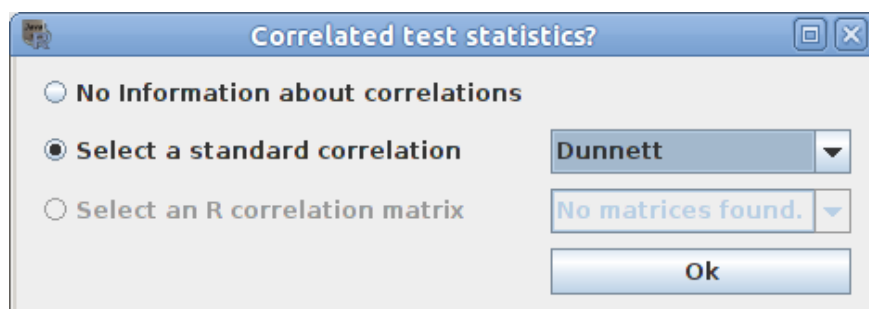 Correlated test statistics?
No Information about correlations
Select a standard correlation Dunnett
Select an R correlation matrix No matrices found.
Ok